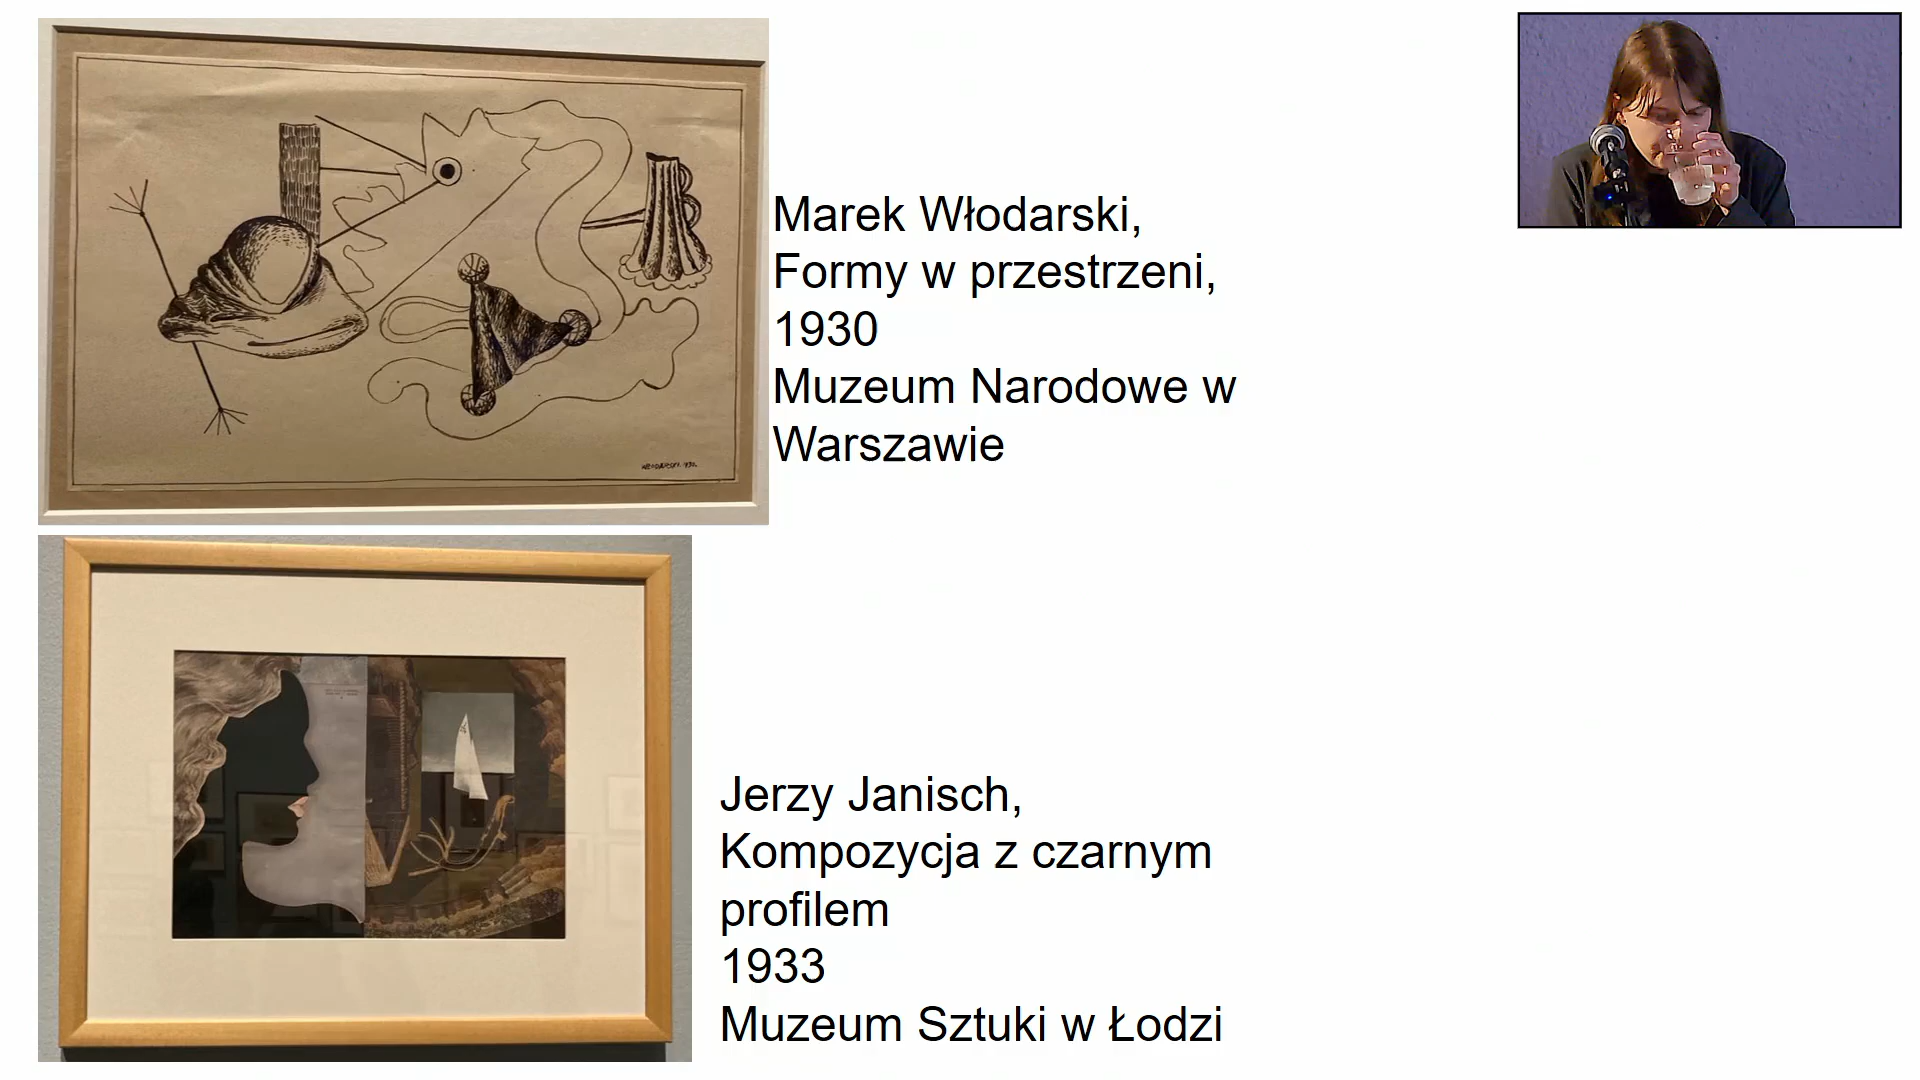 Marek Włodarski,
Formy w przestrzeni,
1930
Muzeum Narodowe w
Warszawie
Jerzy Janisch,
Kompozycja z czarnym
profilem
1933
Muzeum Sztuki w Łodzi